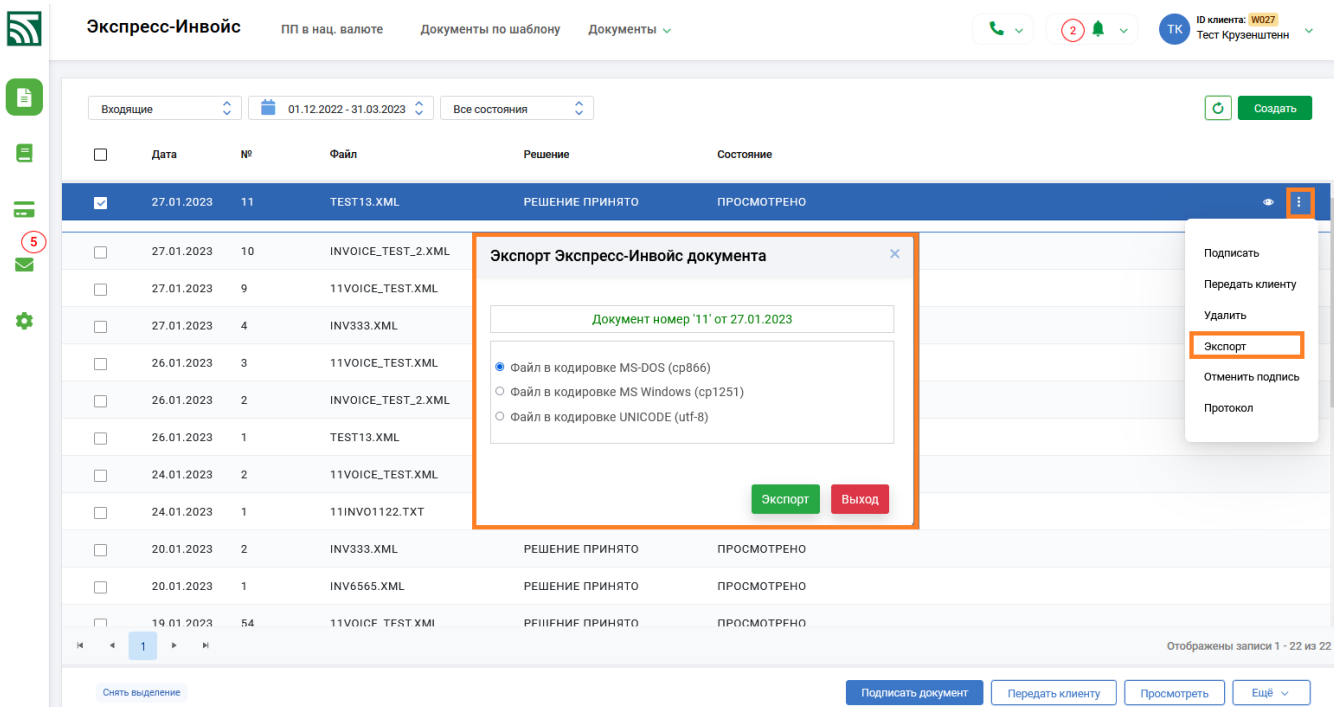 Экспресс-Инвойс ПП в нац. валюте Документы по шаблону Документы 2 ТК ID клиента: W027
Тест Крузенштенн
Входящие 01.12.2022 - 31.03.2023 Все состояния Создать
Дата № Файл Решение Состояние
27.01.2023 11 TEST13.XML РЕШЕНИЕ ПРИНЯТО ПРОСМОТРЕНО
5
27.01.2023 10 INVOICE_TEST_2.XML
27.01.2023 9 11VOICE_TEST.XML
27.01.2023 4 INV333.XML
26.01.2023 3 11VOICE_TEST.XML
26.01.2023 2 INVOICE_TEST_2.XML
26.01.2023 1 TEST13.XML
24.01.2023 2 11VOICE_TEST.XML
24.01.2023 1 11INVO1122.TXT
20.01.2023 2 INV333.XML РЕШЕНИЕ ПРИНЯТО ПРОСМОТРЕНО
20.01.2023 1 INV6565.XML РЕШЕНИЕ ПРИНЯТО ПРОСМОТРЕНО
19.01.2023 54 11VOICE_TEST.XML РЕШЕНИЕ ПРИНЯТО ПРОСМОТРЕНО
Экспорт Экспресс-Инвойс документа
Документ номер '11' от 27.01.2023
Файл в кодировке MS-DOS (cp866)
Файл в кодировке MS Windows (cp1251)
Файл в кодировке UNICODE (utf-8)
Экспорт Выход
Подписать
Передать клиенту
Удалить
Экспорт
Отменить подпись
Протокол
1 Отображены записи 1 - 22 из 22
Снять выделение Подписать документ Передать клиенту Просмотреть Ещё